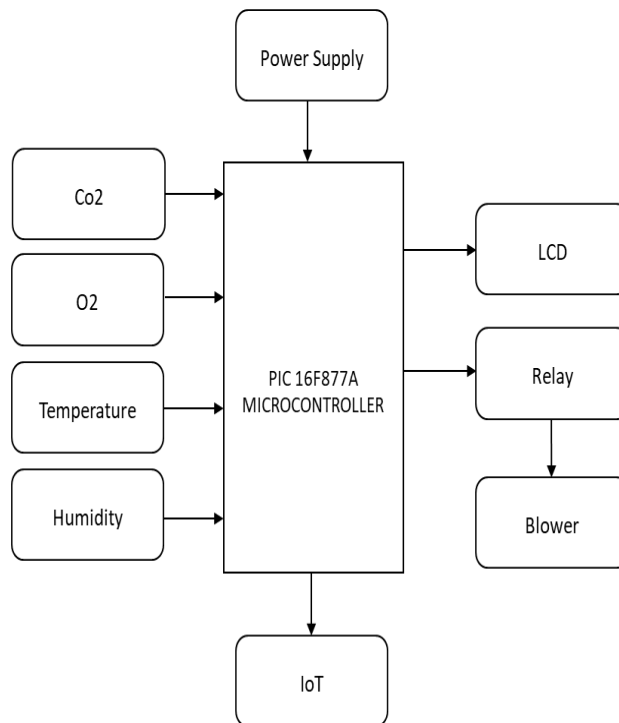 Power Supply
Co2
O2
Temperature
Humidity
PIC 16F877A
MICROCONTROLLER
LCD
Relay
Blower
IoT